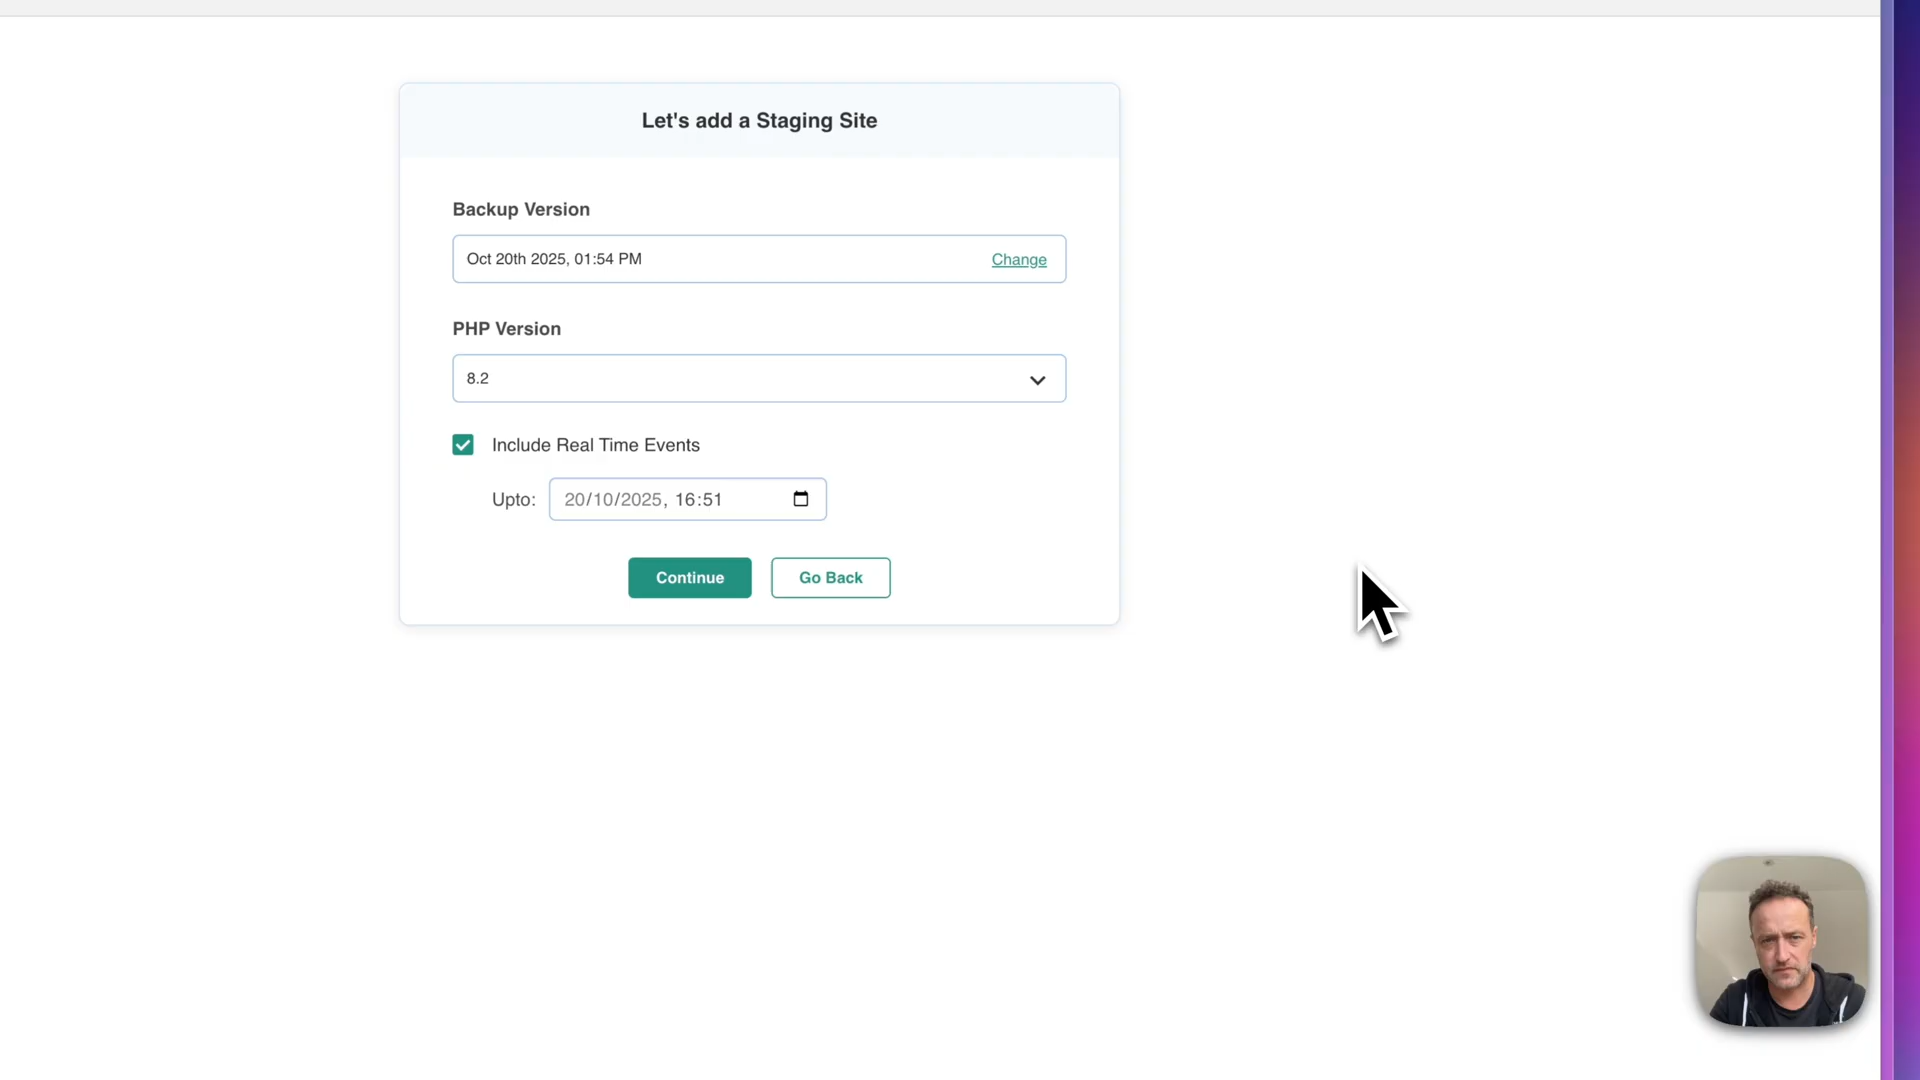 Let's add a Staging Site
Backup Version
Oct 20th 2025, 01:54 PM Change
PHP Version
8.2
Include Real Time Events
Upto: 20/10/2025, 16:51
Continue Go Back